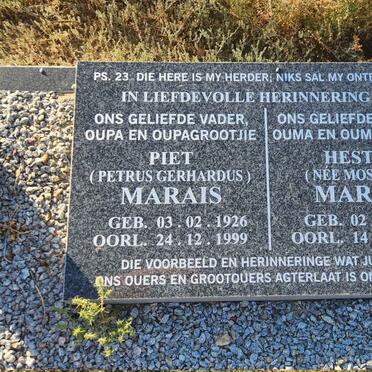 PS. 23. DIE HERE IS MY HERDER; NIKS SAL MY ONTE
IN LIEFDEVOLLE HERINNERING
ONS GELIEFDE VADER,
OUPA EN OUPAGROOTJIE
PIET
(PETRUS GERHARDUS)
MARAIS
GEB. 03.02.1926
OORL. 24.12.1999
ONS GELIEFDE
OUMA EN OUM
HEST
(NÉE MOS
MAR
GEB. 02
OORL. 14
DIE VOORBEELD EN HERINNERINGE WAT JU
ONS OUERS EN GROOTOUERS AGTERLAAT IS ON